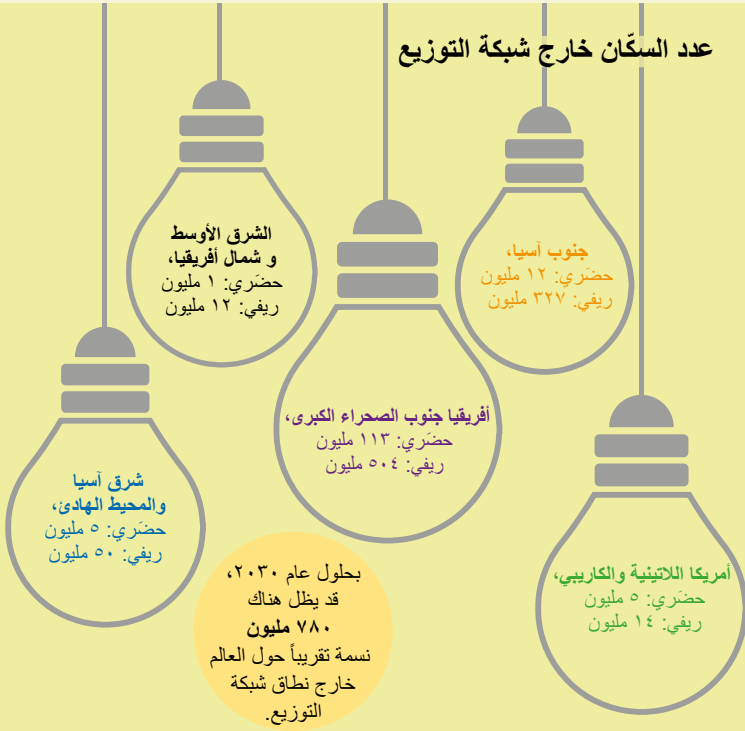 عدد السكّان خارج شبكة التوزيع
جنوب آسيا،
حضَري: ١٢ مليون
ريفي: ٣٢٧ مليون
الشرق الأوسط
و شمال أفريقيا،
حضَري: ١ مليون
ريفي: ١٢ مليون
أفريقيا جنوب الصحراء الكبرى،
حضَري: ١١٣ مليون
ريفي: ٥٠٤ مليون
شرق آسيا
والمحيط الهادئ،
حضَري: ٥ مليون
ريفي: ٥٠ مليون
أمريكا اللاتينية والكاريبي،
حضَري: ٥ مليون
ريفي: ١٤ مليون
بحلول عام ٢٠٣٠،
قد يظل هناك
٧٨٠ مليون
نسمة تقريباً حول العالم
خارج نطاق شبكة
التوزيع.